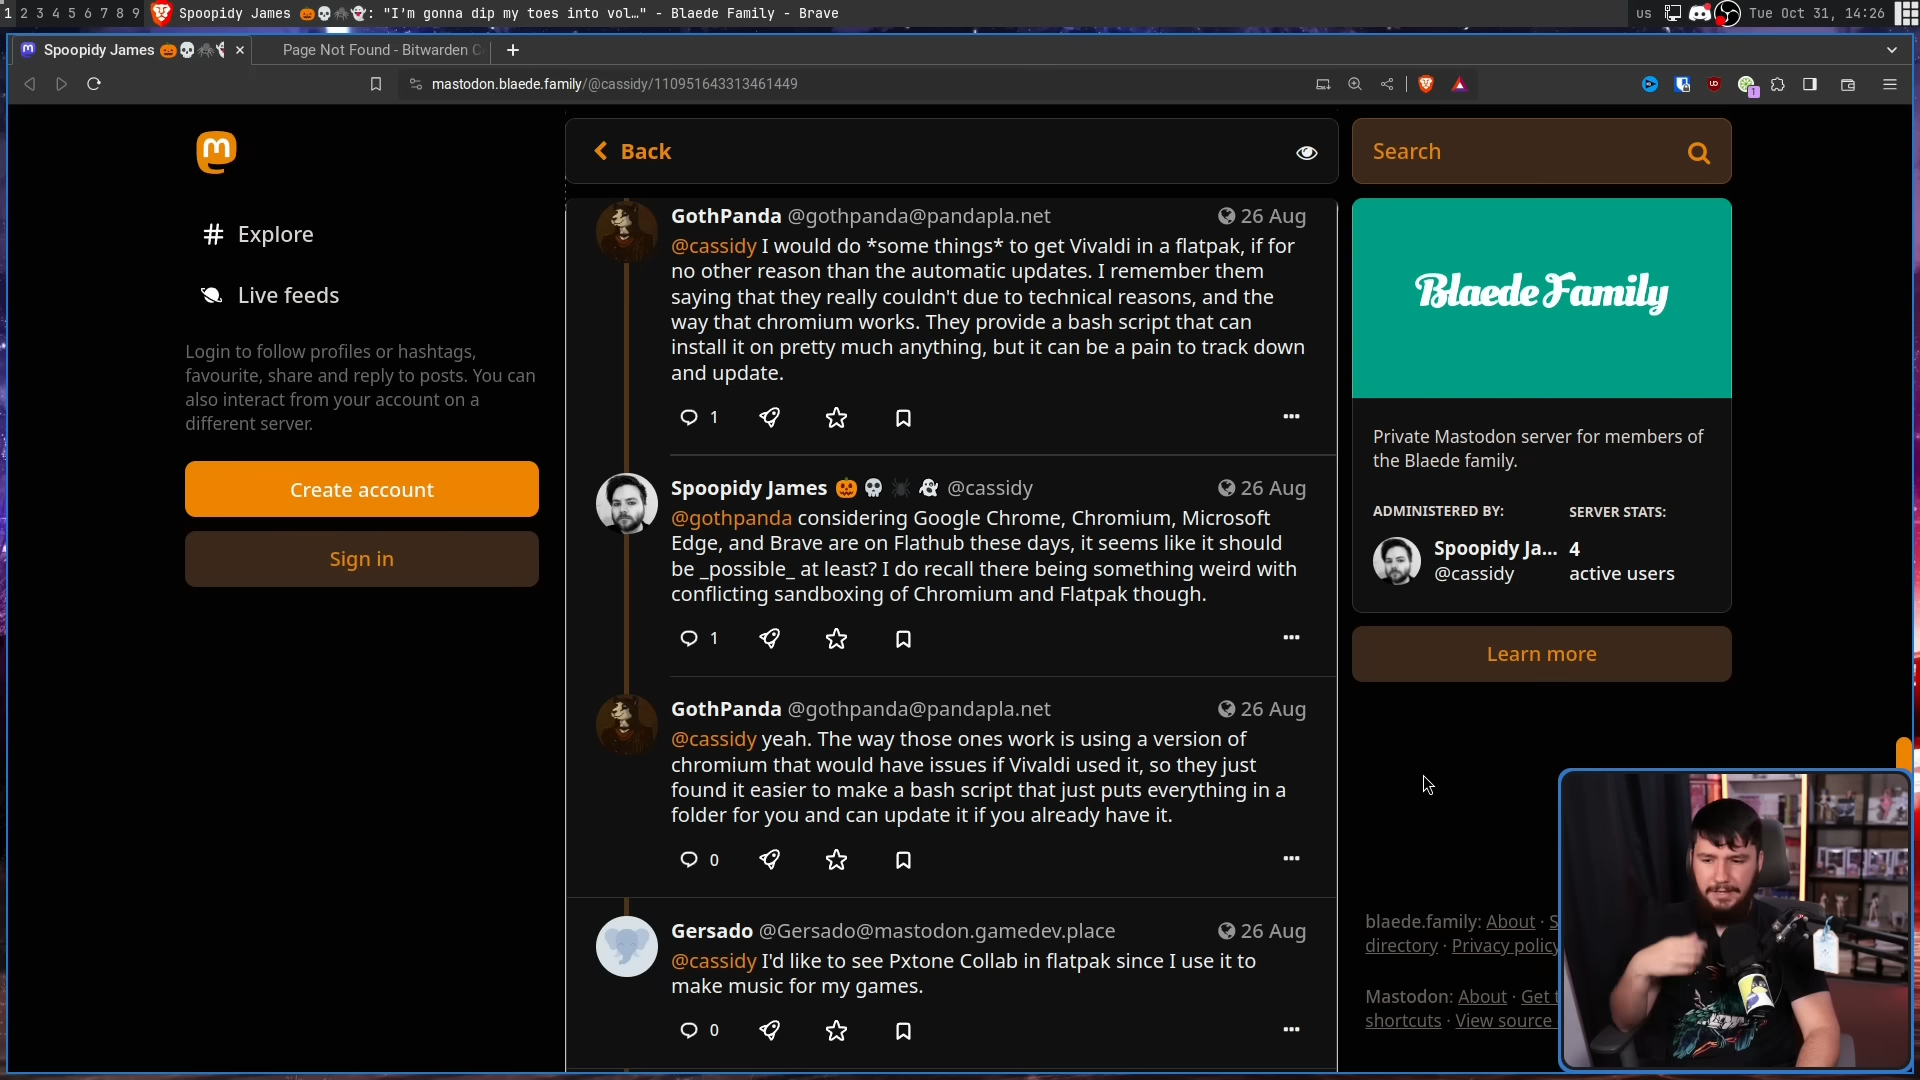 1 2 3 4 5 6 7 8 9 Spoopidy James 🎃💀🕷👻: "I'm gonna dip my toes into vol…" - Blaede Family - Brave
us Tue Oct 31, 14:26
Spoopidy James 🎃💀🕷
Page Not Found - Bitwarden C
mastodon.blaede.family/@cassidy/110951643313461449
1
Explore
Live feeds
Login to follow profiles or hashtags,
favourite, share and reply to posts. You can
also interact from your account on a
different server.
Create account
Sign in
Back
GothPanda @gothpanda@pandapla.net 26 Aug
@cassidy I would do *some things* to get Vivaldi in a flatpak, if for
no other reason than the automatic updates. I remember them
saying that they really couldn't due to technical reasons, and the
way that chromium works. They provide a bash script that can
install it on pretty much anything, but it can be a pain to track down
and update.
1
Spoopidy James 🎃💀🕷👻 @cassidy 26 Aug
@gothpanda considering Google Chrome, Chromium, Microsoft
Edge, and Brave are on Flathub these days, it seems like it should
be _possible_ at least? I do recall there being something weird with
conflicting sandboxing of Chromium and Flatpak though.
1
GothPanda @gothpanda@pandapla.net 26 Aug
@cassidy yeah. The way those ones work is using a version of
chromium that would have issues if Vivaldi used it, so they just
found it easier to make a bash script that just puts everything in a
folder for you and can update it if you already have it.
0
Gersado @Gersado@mastodon.gamedev.place 26 Aug
@cassidy I'd like to see Pxtone Collab in flatpak since I use it to
make music for my games.
0
Search
Blaede Family
Private Mastodon server for members of
the Blaede family.
ADMINISTERED BY: SERVER STATS:
Spoopidy Ja... 4
@cassidy active users
Learn more
blaede.family: About · S
directory · Privacy policy
Mastodon: About · Get t
shortcuts · View source